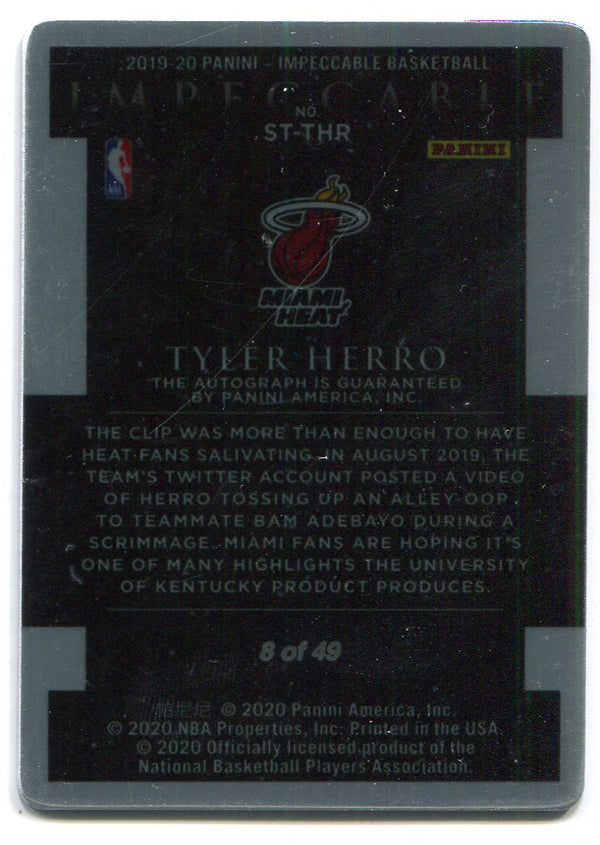 2019-20 PANINI - IMPECCABLE BASKETBALL
IMPECCABLE
NO.
ST-THR
PANINI
MIAMI
HEAT
TYLER HERRO
THE AUTOGRAPH IS GUARANTEED
BY PANINI AMERICA, INC.
THE CLIP WAS MORE THAN ENOUGH TO HAVE
HEAT FANS SALIVATING. IN AUGUST 2019, THE
TEAM'S TWITTER ACCOUNT POSTED A VIDEO
OF HERRO TOSSING UP AN ALLEY-OOP
TO TEAMMATE BAM ADEBAYO DURING A
SCRIMMAGE. MIAMI FANS ARE HOPING IT'S
ONE OF MANY HIGHLIGHTS THE UNIVERSITY
OF KENTUCKY PRODUCT PRODUCES.
8 of 49
© 2020 Panini America, Inc.
© 2020 NBA Properties, Inc. Printed in the USA.
© 2020 Officially licensed product of the
National Basketball Players Association.